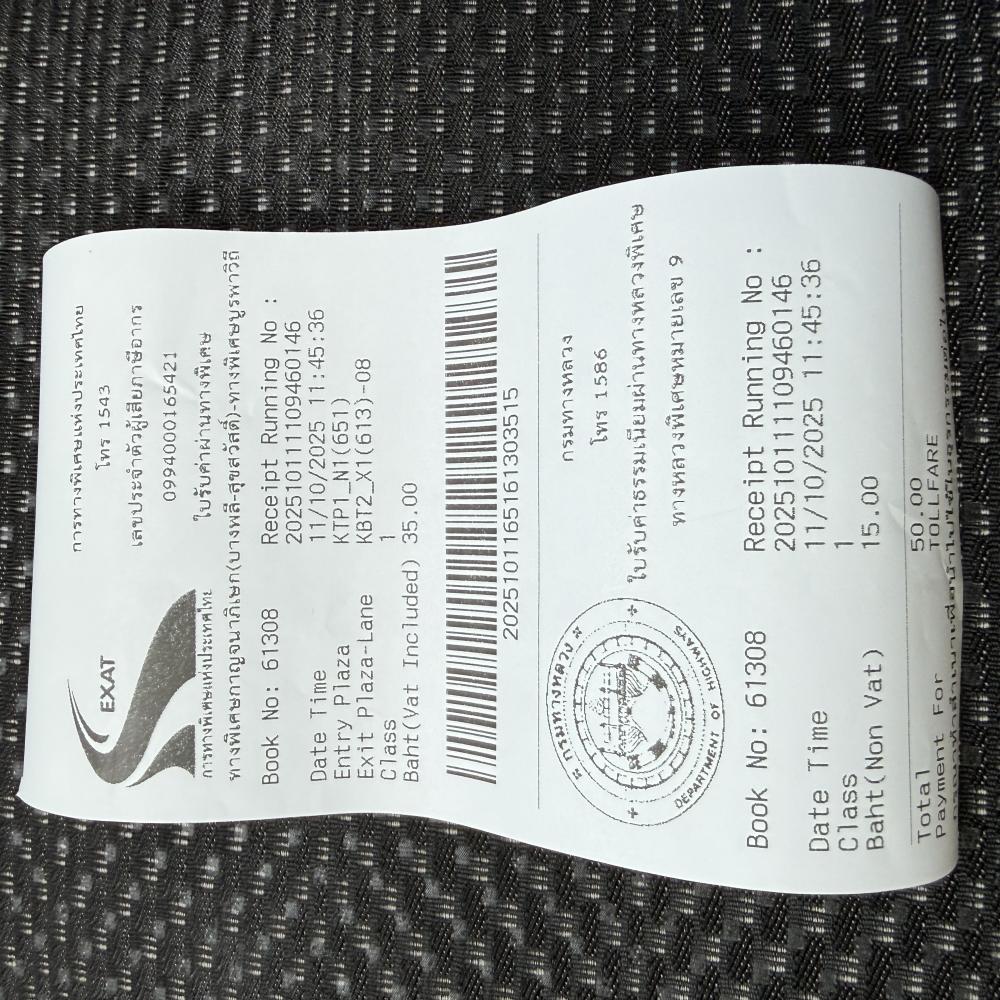 EXAT
การทางพิเศษแห่งประเทศไทย
การทางพิเศษแห่งประเทศไทย
โทร 1543
เลขประจำตัวผู้เสียภาษีอากร
0994000165421
ใบรับค่าผ่านทางพิเศษ
ทางพิเศษกาญจนาภิเษก(บางพลี-สุขสวัสดิ์)-ทางพิเศษบูรพาวิถี
Book No: 61308 Receipt Running No :
2025101111109460146
Date Time 11/10/2025 11:45:36
Entry Plaza KTP1_N1(651)
Exit Plaza-Lane KBT2_X1(613)-08
Class 1
Baht(Vat Included) 35.00
2025101165161303515
กรมทางหลวง
DEPARTMENT OF HIGHWAYS
กรมทางหลวง
โทร 1586
ใบรับค่าธรรมเนียมผ่านทางหลวงพิเศษ
ทางหลวงพิเศษหมายเลข 9
Book No: 61308 Receipt Running No :
2025101111109460146
Date Time 11/10/2025 11:45:36
Class 1
Baht(Non Vat) 15.00
Total 50.00
Payment For TOLLFARE